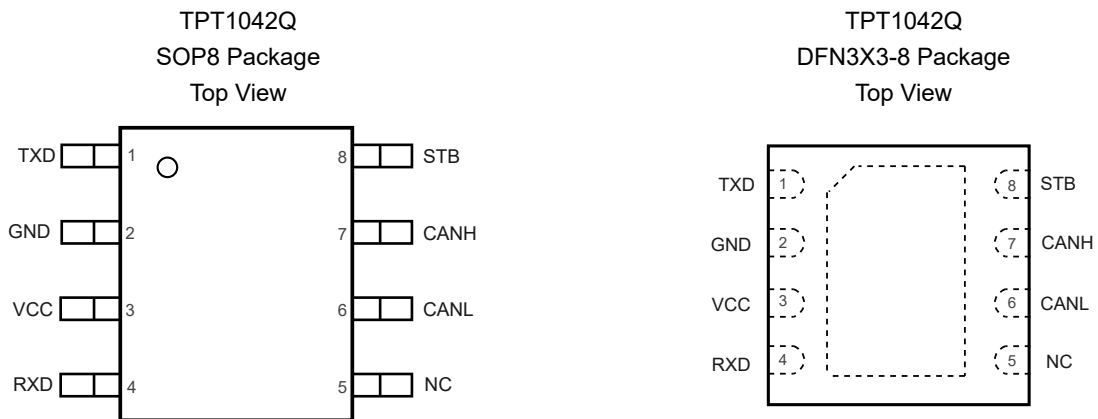 TPT1042Q
SOP8 Package
Top View
TXD 1 8 STB
GND 2 7 CANH
VCC 3 6 CANL
RXD 4 5 NC
TPT1042Q
DFN3X3-8 Package
Top View
TXD 1 8 STB
GND 2 7 CANH
VCC 3 6 CANL
RXD 4 5 NC